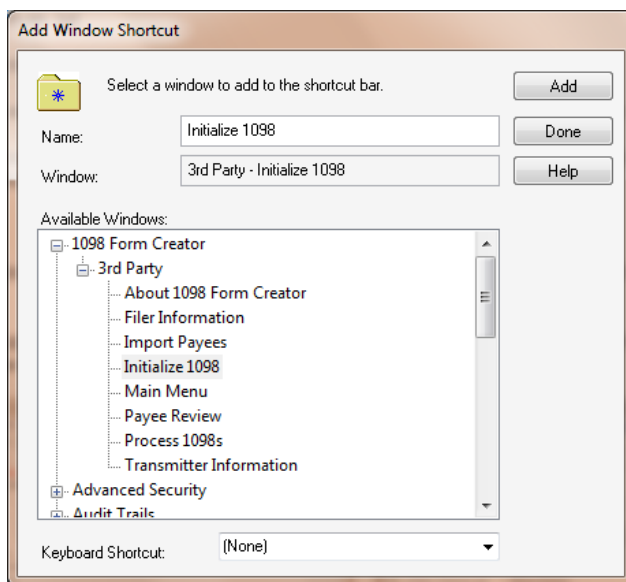 Add Window Shortcut
Select a window to add to the shortcut bar.
Add
Name:
Initialize 1098
Done
Window:
3rd Party - Initialize 1098
Help
Available Windows:
1098 Form Creator
3rd Party
About 1098 Form Creator
Filer Information
Import Payees
Initialize 1098
Main Menu
Payee Review
Process 1098s
Transmitter Information
Advanced Security
Audit Trails
Keyboard Shortcut:
(None)